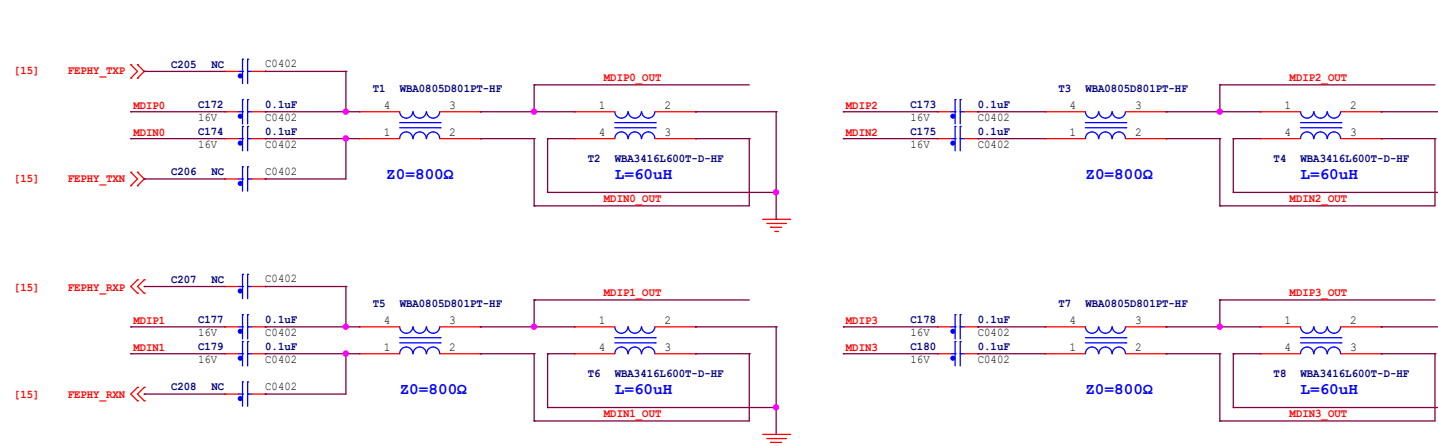 [15] FEPHY_TXP C205 NC C0402
MDIP0 C172 0.1uF
16V C0402
MDIN0 C174 0.1uF
16V C0402
[15] FEPHY_TXN C206 NC C0402
T1 WBA0805D801PT-HF
4 3
1 2
Z0=800Ω
MDIP0_OUT
1 2
4 3
T2 WBA3416L600T-D-HF
L=60uH
MDIN0_OUT
MDIP2 C173 0.1uF
16V C0402
MDIN2 C175 0.1uF
16V C0402
T3 WBA0805D801PT-HF
4 3
1 2
Z0=800Ω
MDIP2_OUT
1 2
4 3
T4 WBA3416L600T-D-HF
L=60uH
MDIN2_OUT
[15] FEPHY_RXP C207 NC C0402
MDIP1 C177 0.1uF
16V C0402
MDIN1 C179 0.1uF
16V C0402
[15] FEPHY_RXN C208 NC C0402
T5 WBA0805D801PT-HF
4 3
1 2
Z0=800Ω
MDIP1_OUT
1 2
4 3
T6 WBA3416L600T-D-HF
L=60uH
MDIN1_OUT
MDIP3 C178 0.1uF
16V C0402
MDIN3 C180 0.1uF
16V C0402
T7 WBA0805D801PT-HF
4 3
1 2
Z0=800Ω
MDIP3_OUT
1 2
4 3
T8 WBA3416L600T-D-HF
L=60uH
MDIN3_OUT